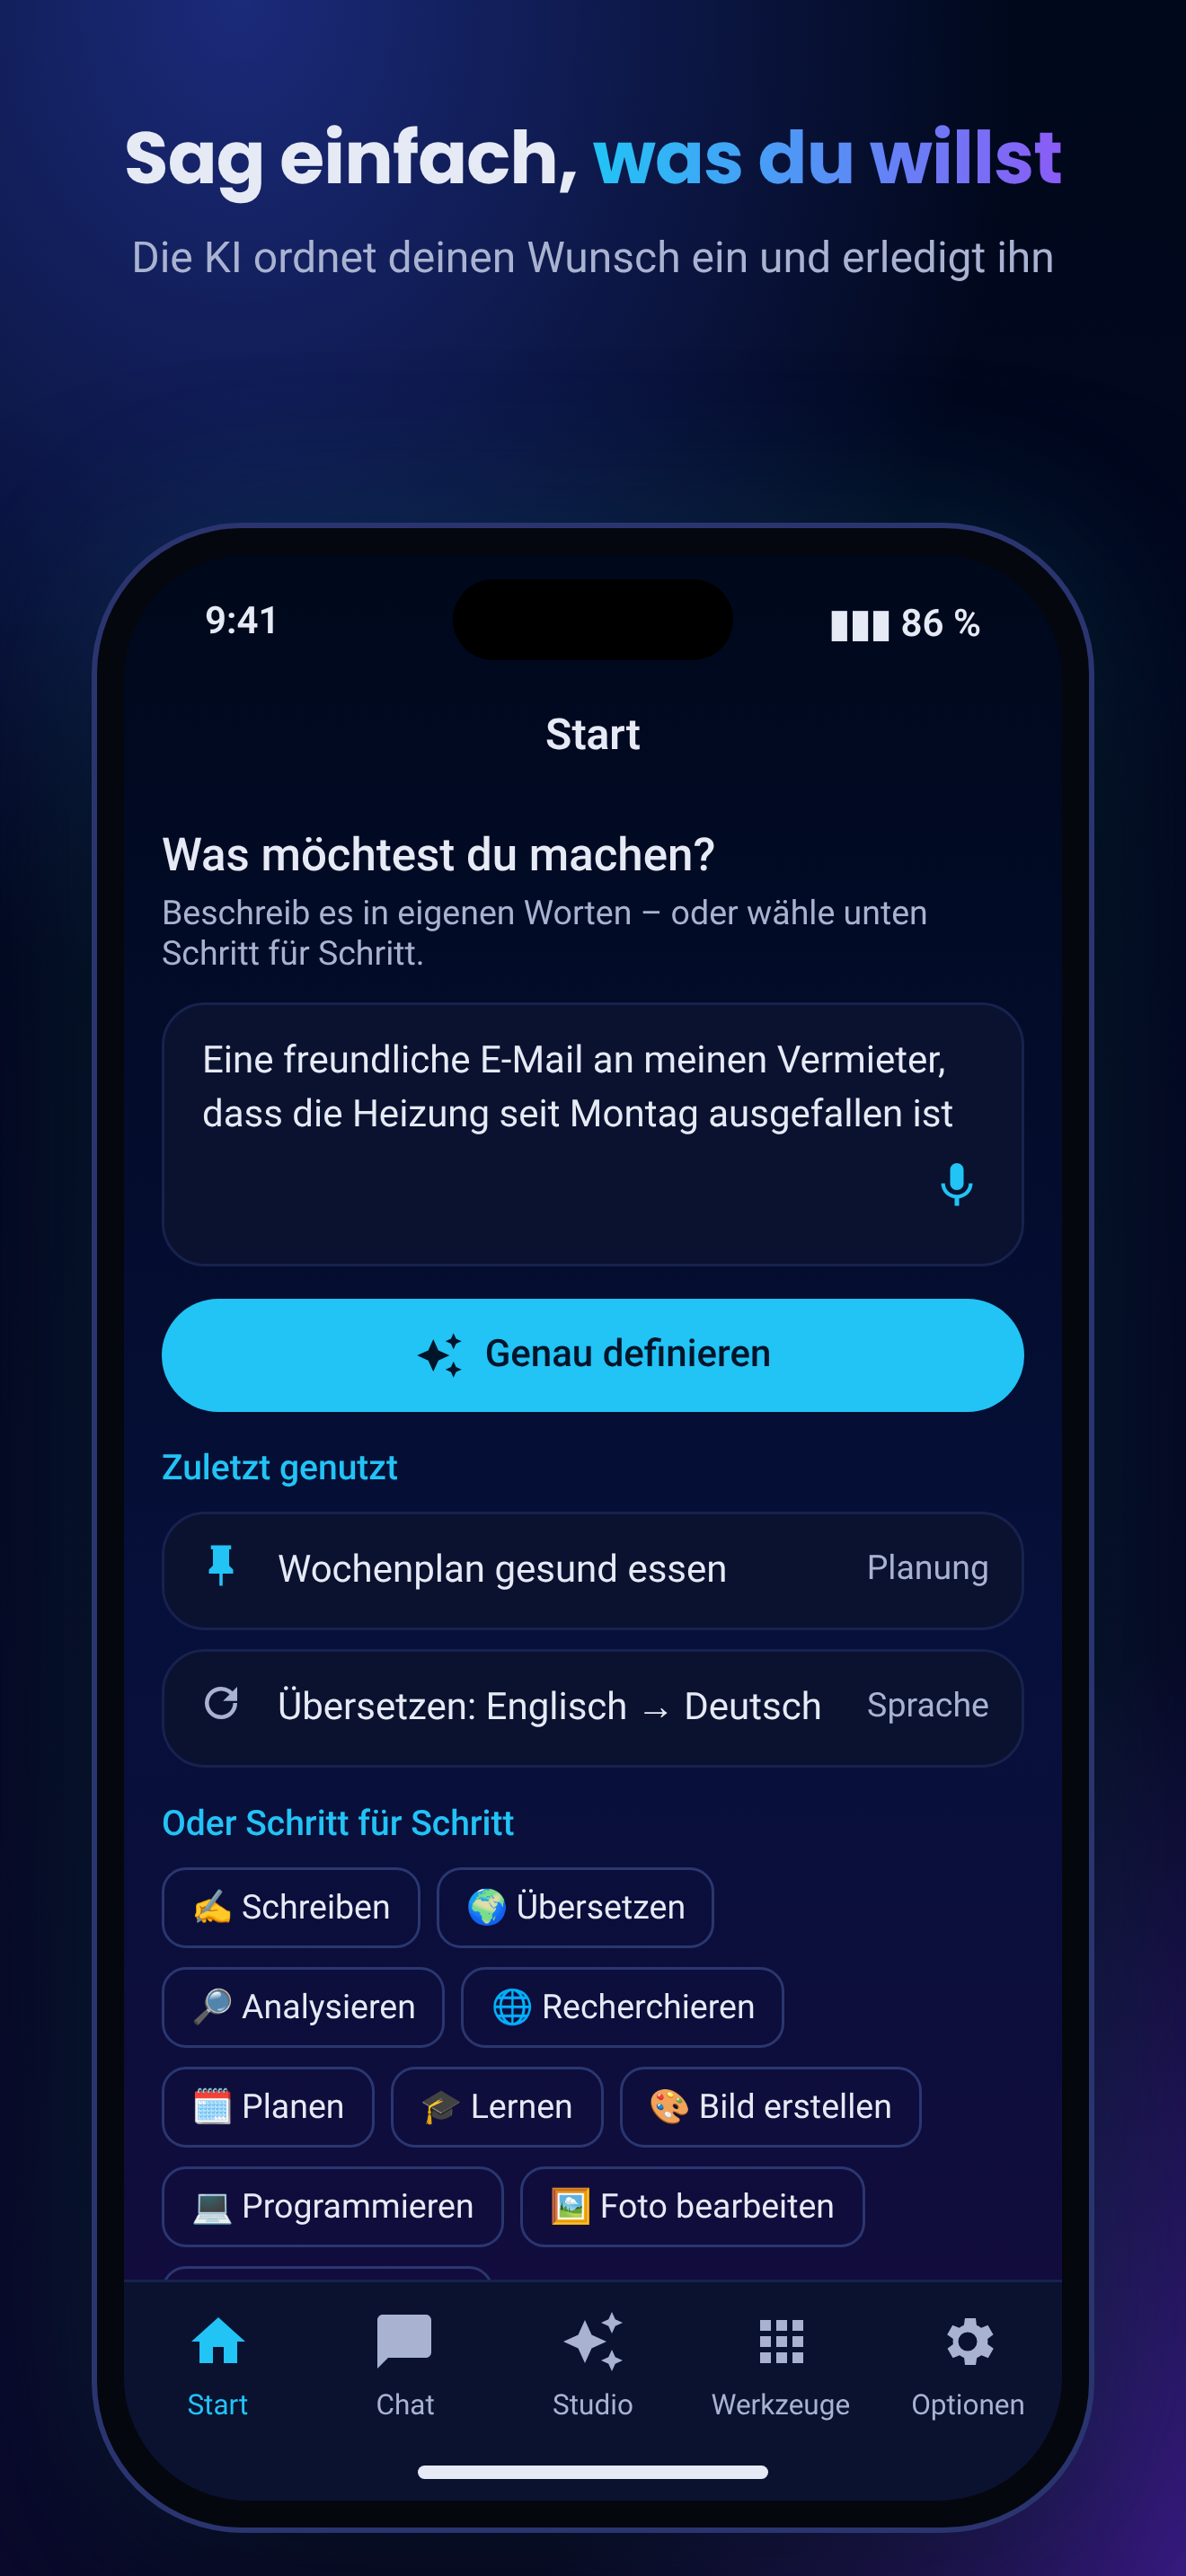 Sag einfach, was du willst
Die KI ordnet deinen Wunsch ein und erledigt ihn
9:41
86 %
Start
Was möchtest du machen?
Beschreib es in eigenen Worten – oder wähle unten
Schritt für Schritt.
Eine freundliche E-Mail an meinen Vermieter,
dass die Heizung seit Montag ausgefallen ist
Genau definieren
Zuletzt genutzt
Wochenplan gesund essen Planung
Übersetzen: Englisch → Deutsch Sprache
Oder Schritt für Schritt
✍️ Schreiben 🌍 Übersetzen
🔎 Analysieren 🌐 Recherchieren
🗓️ Planen 🎓 Lernen 🎨 Bild erstellen
💻 Programmieren 🖼️ Foto bearbeiten
Start Chat Studio Werkzeuge Optionen